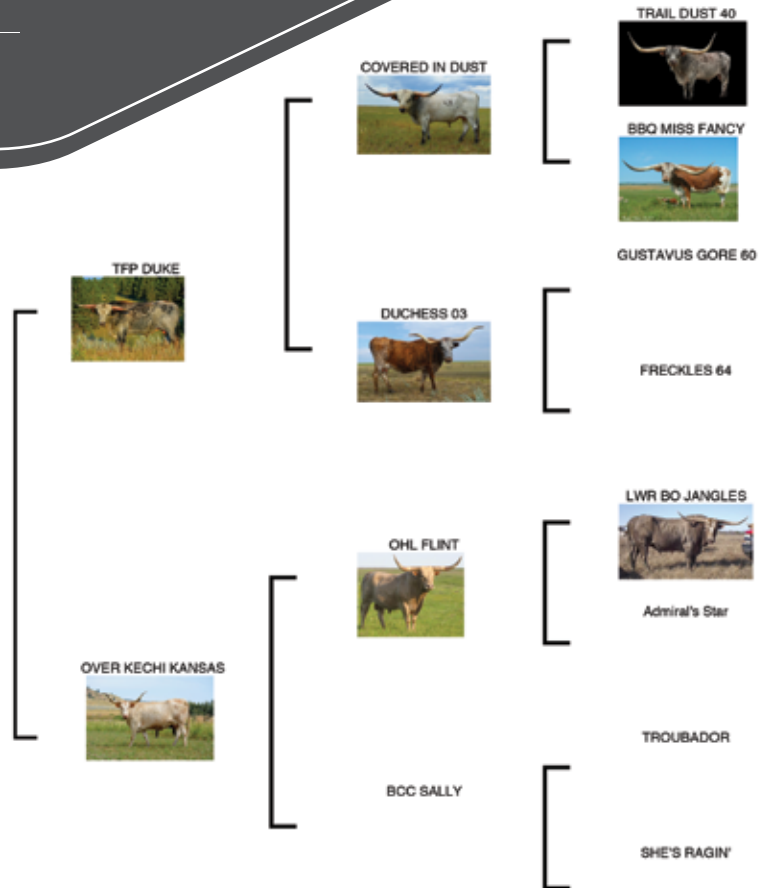 TRAIL DUST 40
COVERED IN DUST
BBQ MISS FANCY
GUSTAVUS GORE 60
TFP DUKE
DUCHESS 03
FRECKLES 64
LWR BO JANGLES
OHL FLINT
Admiral's Star
OVER KECHI KANSAS
TROUBADOR
BCC SALLY
SHE'S RAGIN'